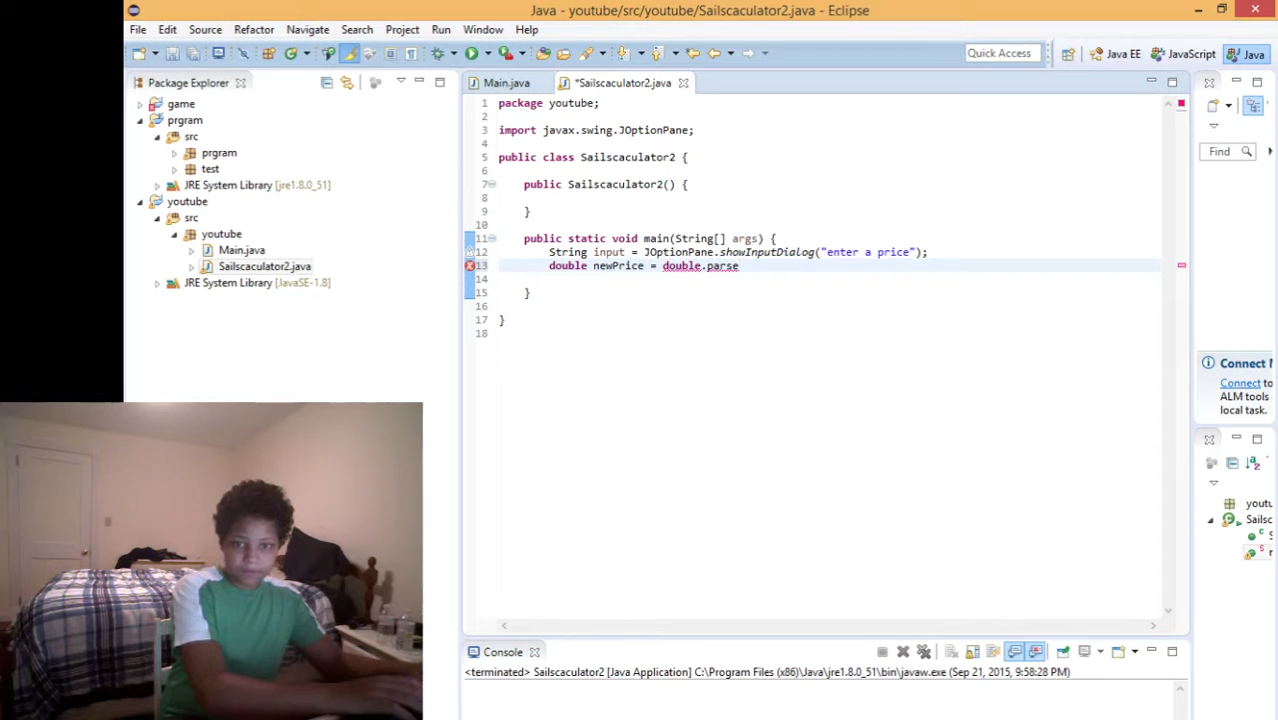 Java - youtube/src/youtube/Sailscaculator2.java - Eclipse
File Edit Source Refactor Navigate Search Project Run Window Help
Quick Access Java EE JavaScript Java
Package Explorer
game
prgram
src
prgram
test
JRE System Library [jre1.8.0_51]
youtube
src
youtube
Main.java
Sailscaculator2.java
JRE System Library [JavaSE-1.8]
Main.java *Sailscaculator2.java
1 package youtube;
2
3 import javax.swing.JOptionPane;
4
5 public class Sailscaculator2 {
6
7 public Sailscaculator2() {
8
9 }
10
11 public static void main(String[] args) {
12 String input = JOptionPane.showInputDialog("enter a price");
13 double newPrice = double.parse
14
15 }
16
17 }
18
Find
Connect M
Connect to
ALM tools
local task.
youtu
Sailsc
Console
<terminated> Sailscaculator2 [Java Application] C:\Program Files (x86)\Java\jre1.8.0_51\bin\javaw.exe (Sep 21, 2015, 9:58:28 PM)